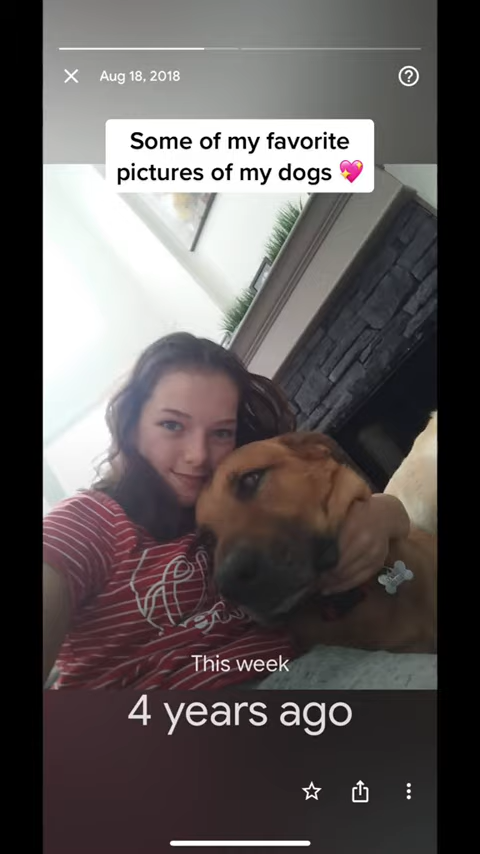 Aug 18, 2018
Some of my favorite
pictures of my dogs 💖
This week
4 years ago